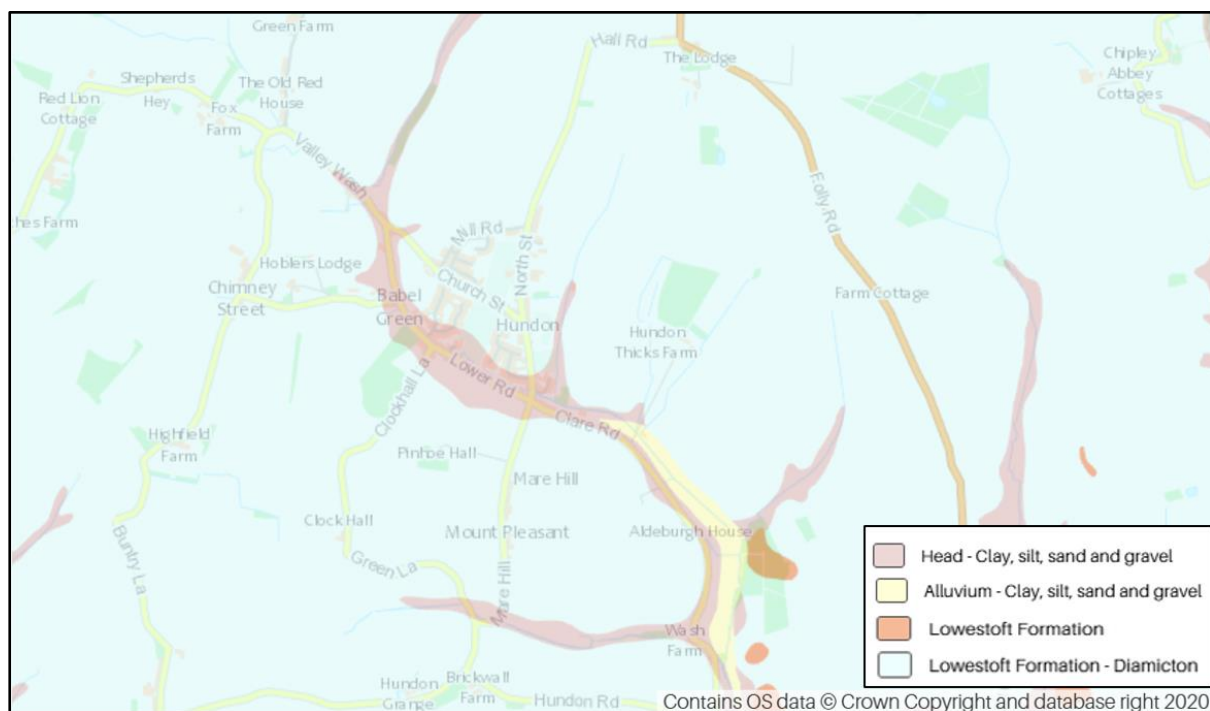 Green Farm
Hall Rd
The Lodge
Chipley
Abbey
Cottages
Shepherds
Hey
The Old Red
House
Red Lion
Cottage
Fox
Farm
Valley Wash
Folly Rd
hes Farm
Mill Rd
North St
Church St
Hoblers Lodge
Chimney
Street
Babel
Green
Farm Cottage
Hundon
Hundon
Thicks Farm
Lower Rd
Clockhall La
Clare Rd
Highfield
Farm
Pinhoe Hall
Mare Hill
Clock Hall
Mount Pleasant
Aldeburgh House
Buntry La
Green La
Mare Hill
Wash
Farm
Hundon
Grange
Brickwall
Farm
Hundon Rd
Head - Clay, silt, sand and gravel
Alluvium - Clay, silt, sand and gravel
Lowestoft Formation
Lowestoft Formation - Diamicton
Contains OS data © Crown Copyright and database right 2020